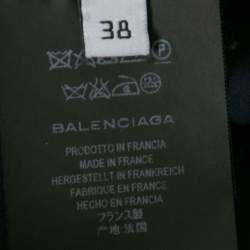 38
P
BALENCIAGA
PRODOTTO IN FRANCIA
MADE IN FRANCE
HERGESTELLT IN FRANKREICH
FABRIQUE EN FRANCE
HECHO EN FRANCIA
フランス製
产地:法国